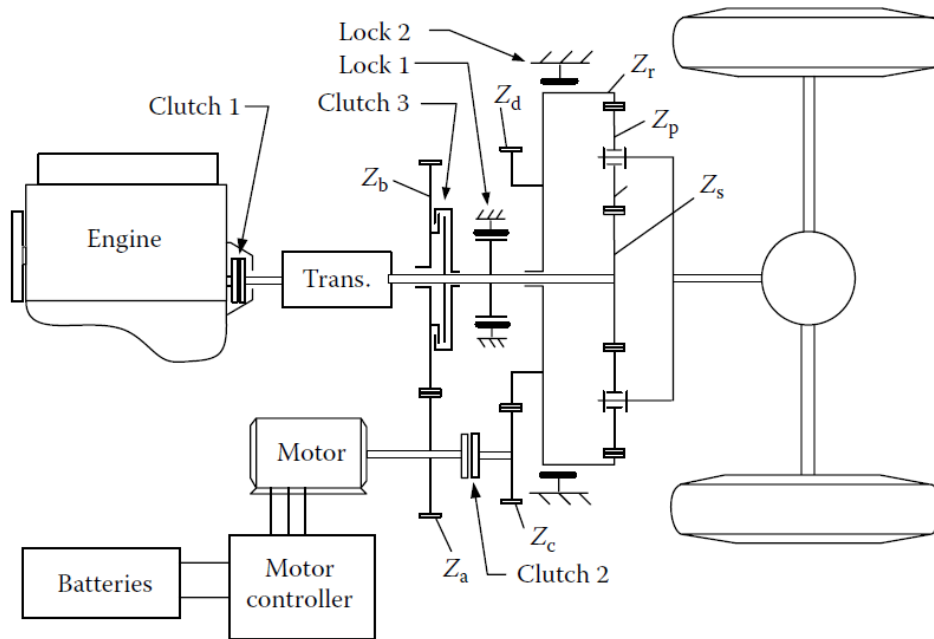 Lock 2
Lock 1
Clutch 3
Clutch 1
Z_d
Z_r
Z_p
Z_b
Z_s
Engine
Trans.
Motor
Batteries
Motor
controller
Z_a
Z_c
Clutch 2